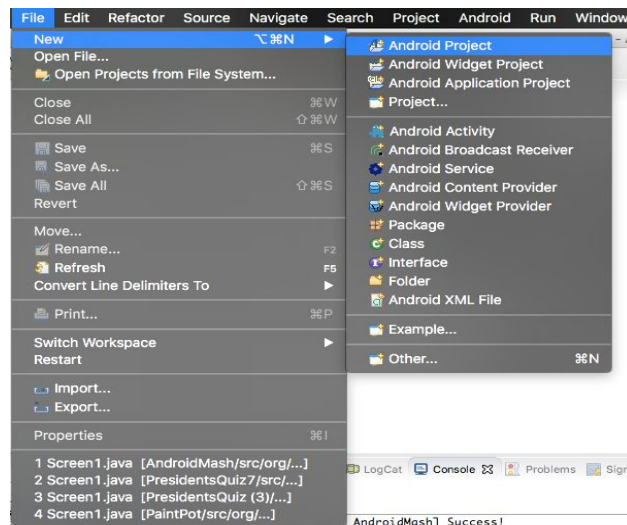 File Edit Refactor Source Navigate Search Project Android Run Window
New ⌥⌘N ▶
Open File...
Open Projects from File System...
Close ⌘W
Close All ⇧⌘W
Save ⌘S
Save As...
Save All ⇧⌘S
Revert
Move...
Rename... F2
Refresh F5
Convert Line Delimiters To ▶
Print... ⌘P
Switch Workspace ▶
Restart
Import...
Export...
Properties ⌘I
1 Screen1.java [AndroidMash/src/org/...]
2 Screen1.java [PresidentsQuiz7/src/...]
3 Screen1.java [PresidentsQuiz (3)/...]
4 Screen1.java [PaintPot/src/org/...]
Android Project
Android Widget Project
Android Application Project
Project...
Android Activity
Android Broadcast Receiver
Android Service
Android Content Provider
Android Widget Provider
Package
Class
Interface
Folder
Android XML File
Example...
Other... ⌘N
LogCat Console Problems Sign
AndroidMash] Success!